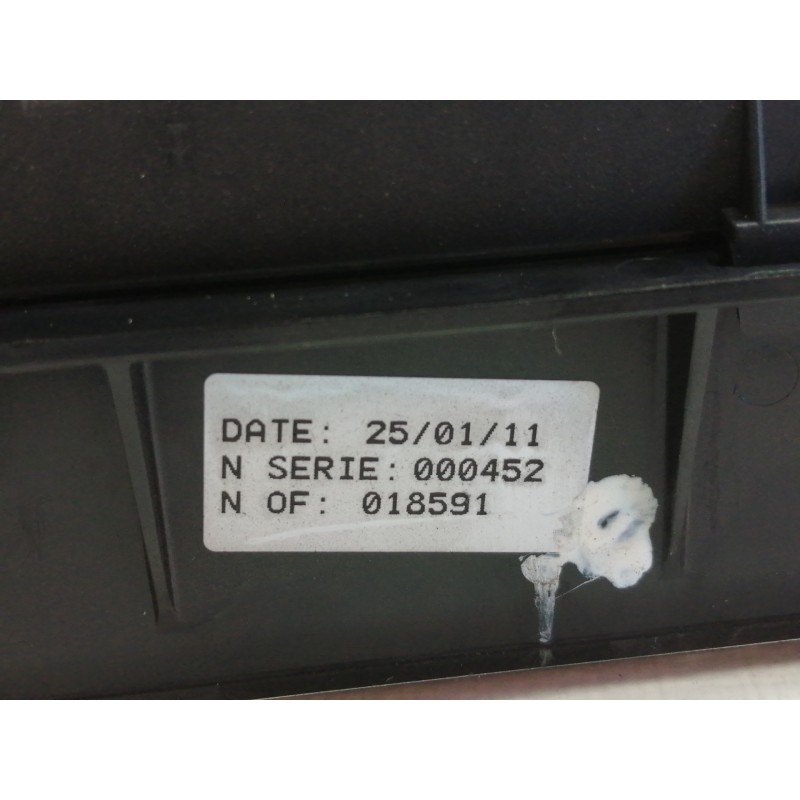 DATE: 25/01/11
N SERIE: 000452
N OF: 018591